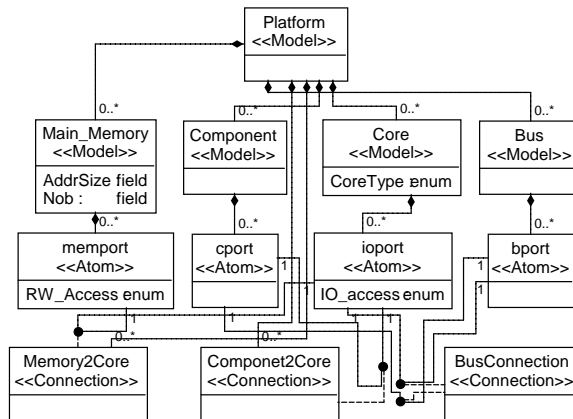 Platform
<<Model>>
0..*
0..*
0..*
0..*
Main_Memory
<<Model>>
AddrSize field
Nob : field
Component
<<Model>>
Core
<<Model>>
CoreType : enum
Bus
<<Model>>
0..*
0..*
0..*
0..*
memport
<<Atom>>
RW_Access enum
cport
<<Atom>>
ioport
<<Atom>>
IO_access enum
bport
<<Atom>>
1
1
1
1
1
1
1
1
0..*
0..*
Memory2Core
<<Connection>>
Componet2Core
<<Connection>>
BusConnection
<<Connection>>